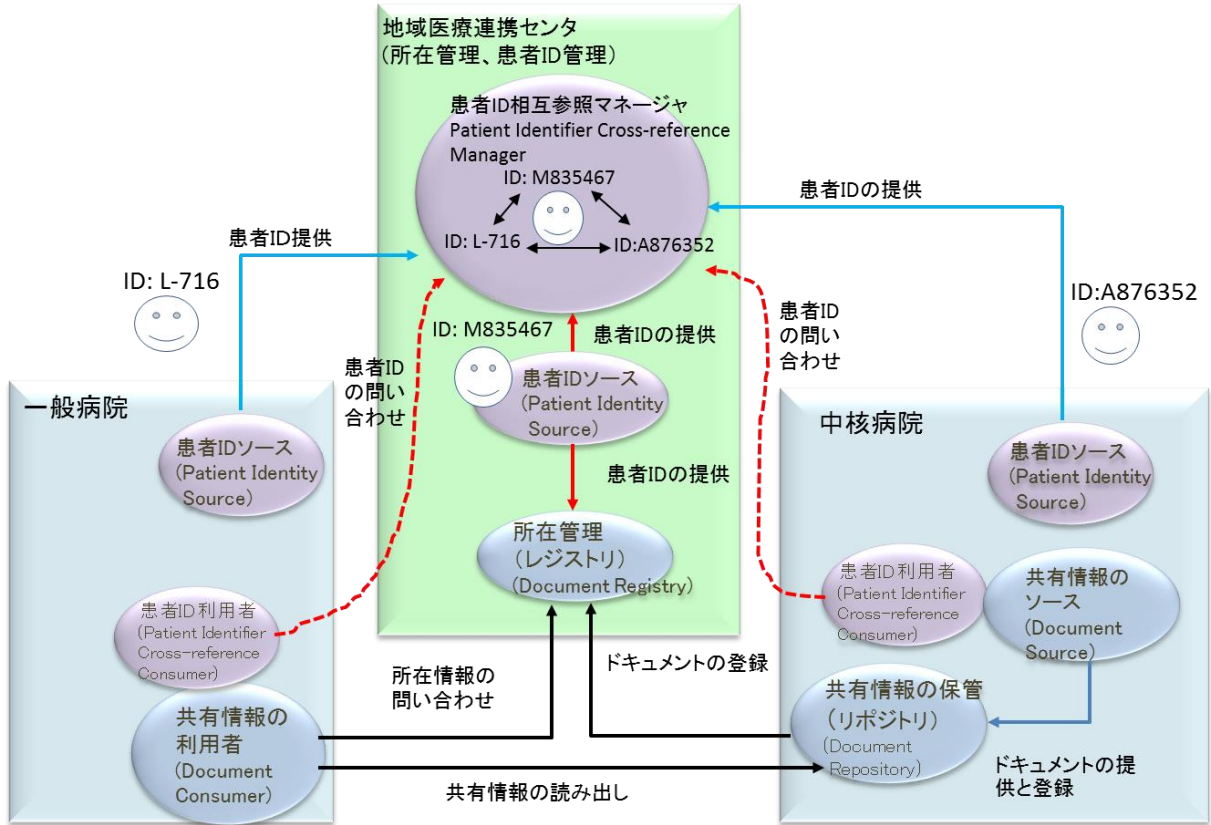 地域医療連携センタ
(所在管理、患者ID管理)
患者ID相互参照マネージャ
Patient Identifier Cross-reference
Manager
ID: M835467
ID: L-716
ID:A876352
患者ID提供
患者IDの提供
ID: L-716
ID:A876352
ID: M835467
患者IDの提供
患者ID
の問い
合わせ
患者ID
の問い
合わせ
患者IDソース
(Patient Identity
Source)
患者IDの提供
所在管理
(レジストリ)
(Document Registry)
一般病院
患者IDソース
(Patient Identity
Source)
患者ID利用者
(Patient Identifier
Cross-reference
Consumer)
共有情報の
利用者
(Document
Consumer)
中核病院
患者IDソース
(Patient Identity
Source)
患者ID利用者
(Patient Identifier
Cross-reference
Consumer)
共有情報の
ソース
(Document
Source)
共有情報の保管
(リポジトリ)
(Document
Repository)
所在情報の
問い合わせ
ドキュメントの登録
共有情報の読み出し
ドキュメントの提
供と登録